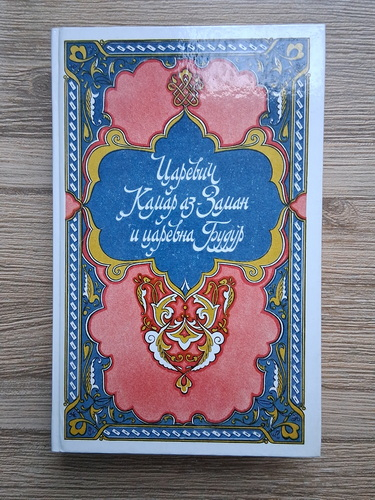 Царевич
Камар аз-Заман
и царевна Будур